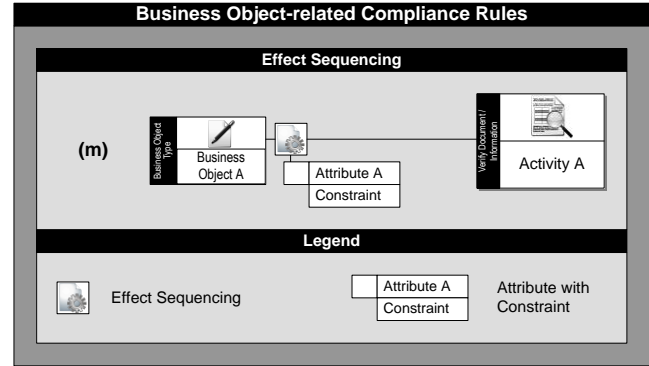 Business Object-related Compliance Rules
Effect Sequencing
(m)
Business Object
Type
Business
Object A
Attribute A
Constraint
Verify Document /
Information
Activity A
Legend
Effect Sequencing
Attribute A
Constraint
Attribute with
Constraint